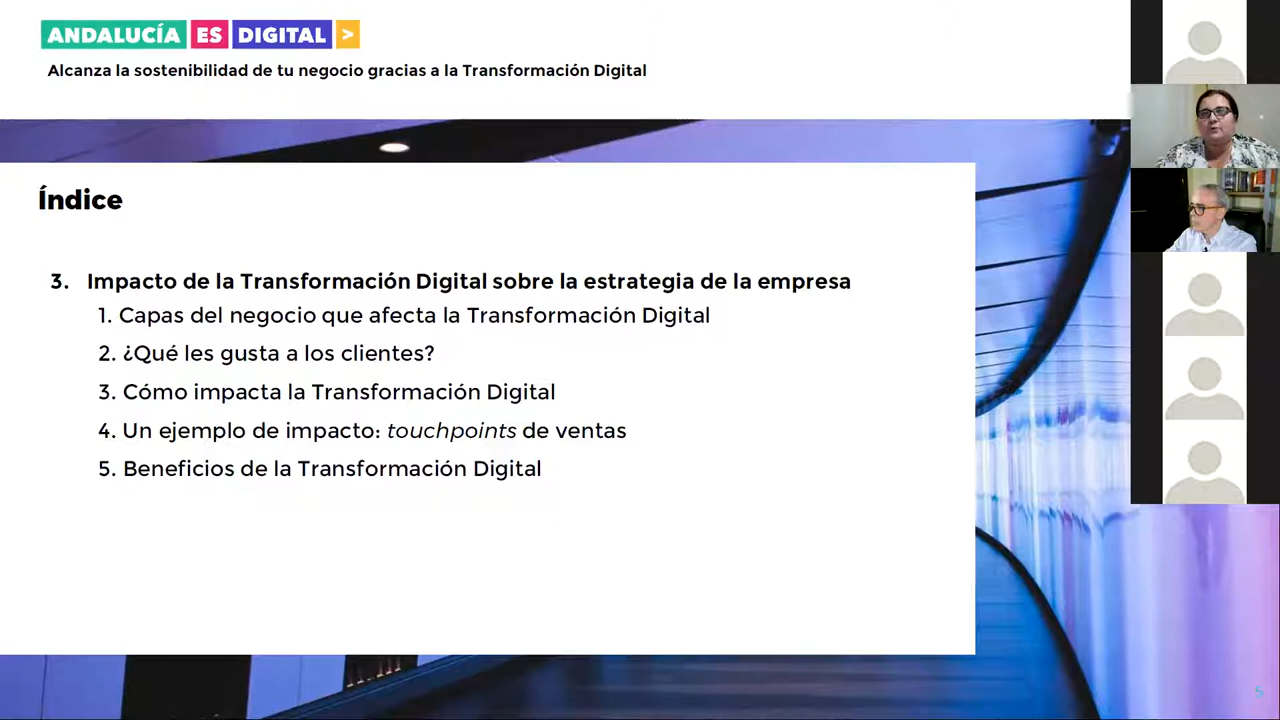 ANDALUCÍA ES DIGITAL >
Alcanza la sostenibilidad de tu negocio gracias a la Transformación Digital
Índice
3. Impacto de la Transformación Digital sobre la estrategia de la empresa
1. Capas del negocio que afecta la Transformación Digital
2. ¿Qué les gusta a los clientes?
3. Cómo impacta la Transformación Digital
4. Un ejemplo de impacto: touchpoints de ventas
5. Beneficios de la Transformación Digital
5